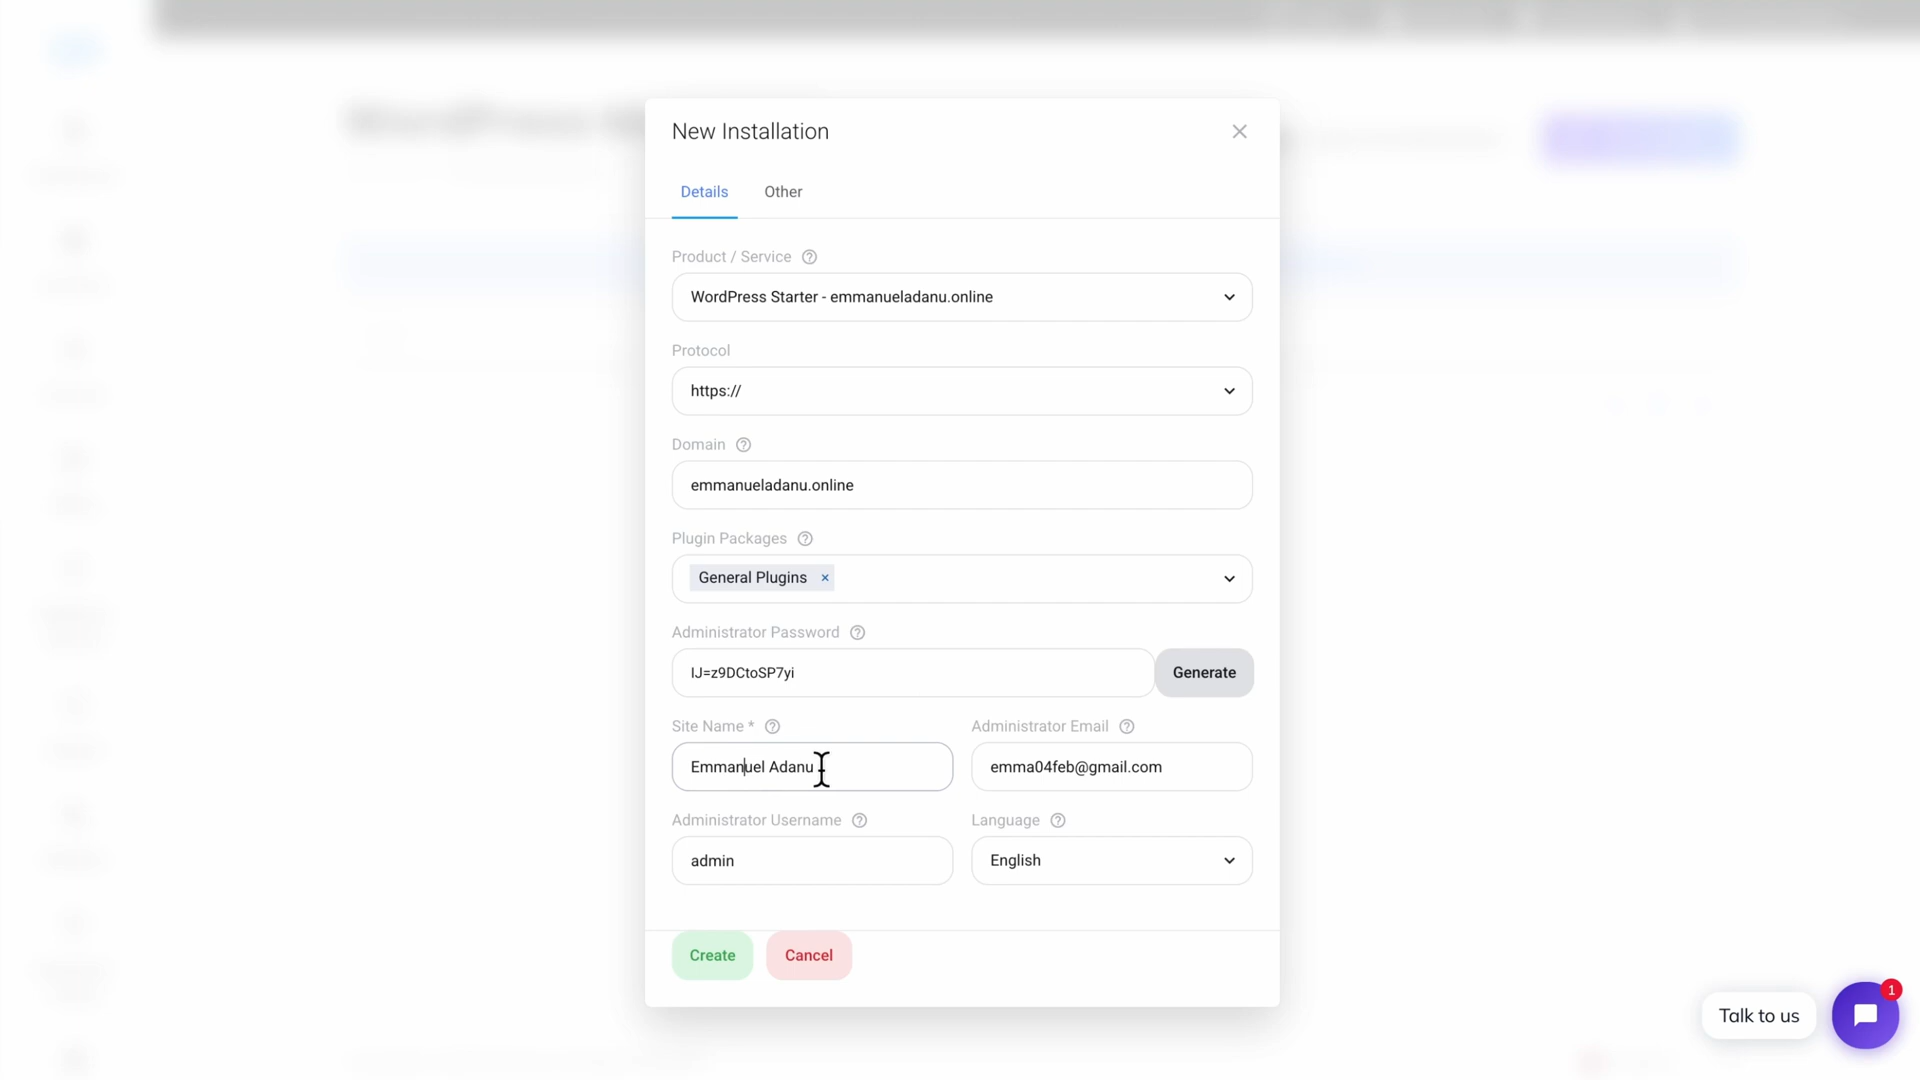 New Installation
Details
Other
Product / Service
WordPress Starter - emmanueladanu.online
Protocol
https://
Domain
emmanueladanu.online
Plugin Packages
General Plugins ×
Administrator Password
IJ=z9DCtoSP7yi
Generate
Site Name *
Administrator Email
Emmanuel Adanu
emma04feb@gmail.com
Administrator Username
Language
admin
English
Create
Cancel
Talk to us
1